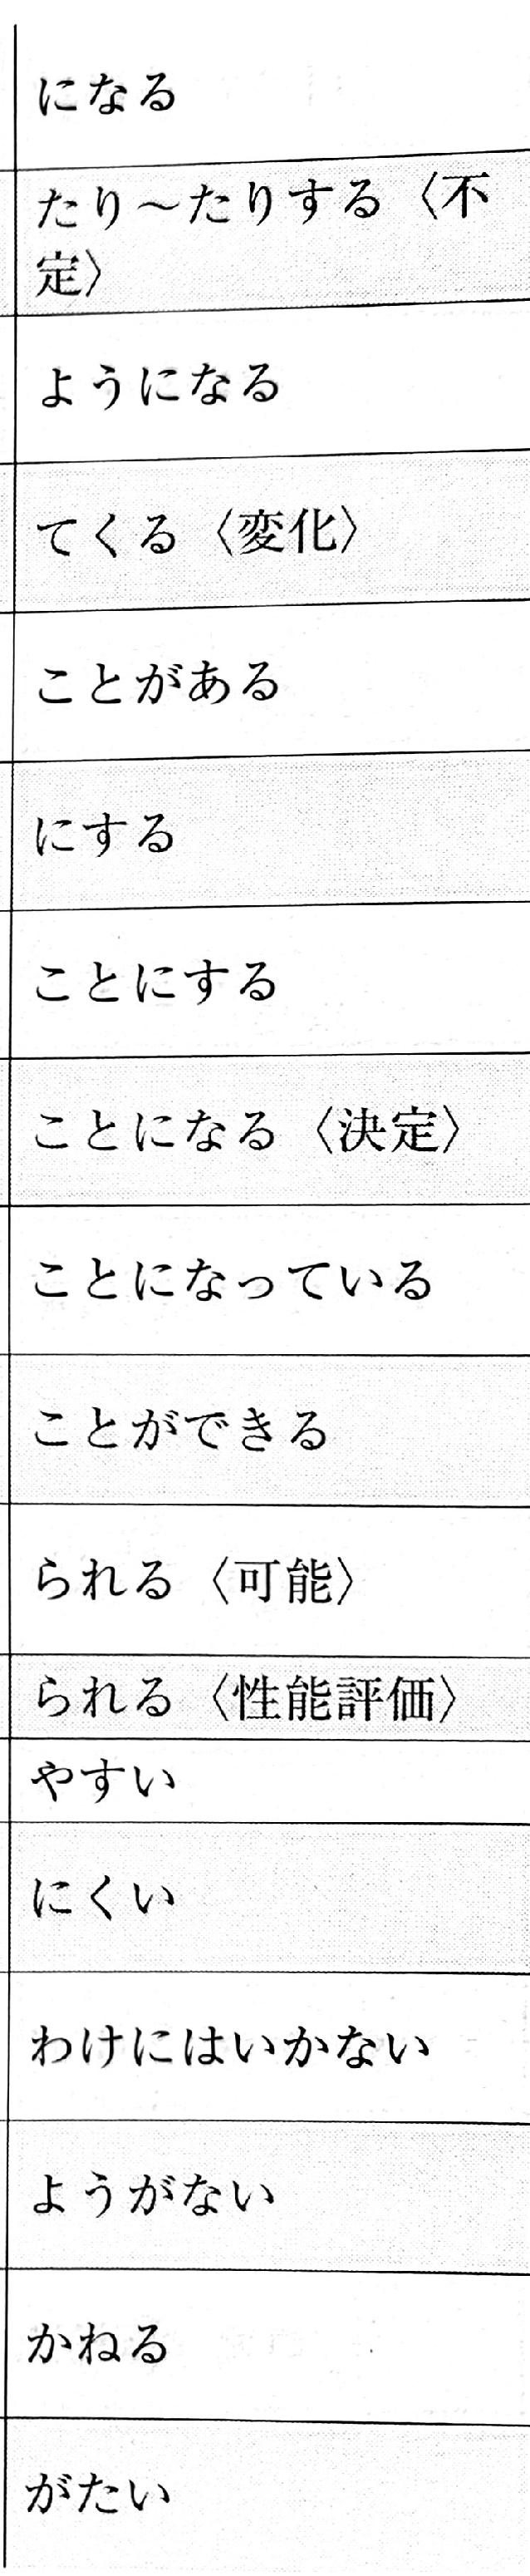 になる
たり～たりする〈不
定〉
ようになる
てくる〈変化〉
ことがある
にする
ことにする
ことになる〈決定〉
ことになっている
ことができる
られる〈可能〉
られる〈性能評価〉
やすい
にくい
わけにはいかない
ようがない
かねる
がたい